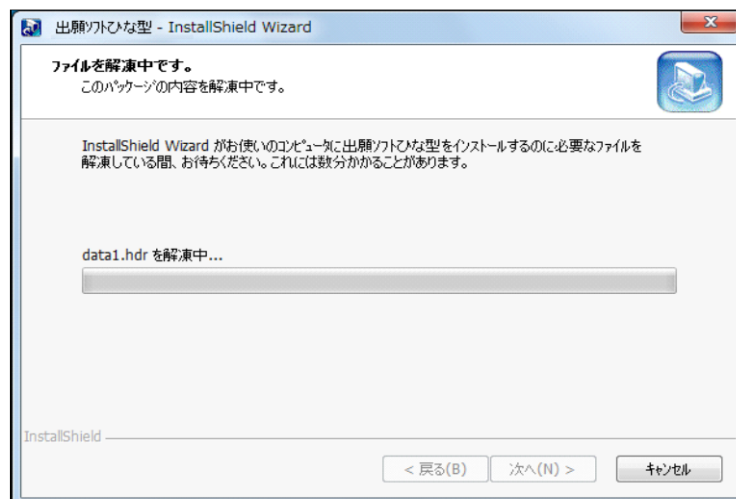 出願ソフトひな型 - InstallShield Wizard
ファイルを解凍中です。
このパッケージの内容を解凍中です。
InstallShield Wizard がお使いのコンピュータに出願ソフトひな型をインストールするのに必要なファイルを
解凍している間、お待ちください。これには数分かかることがあります。
data1.hdr を解凍中...
InstallShield
< 戻る(B)
次へ(N) >
キャンセル